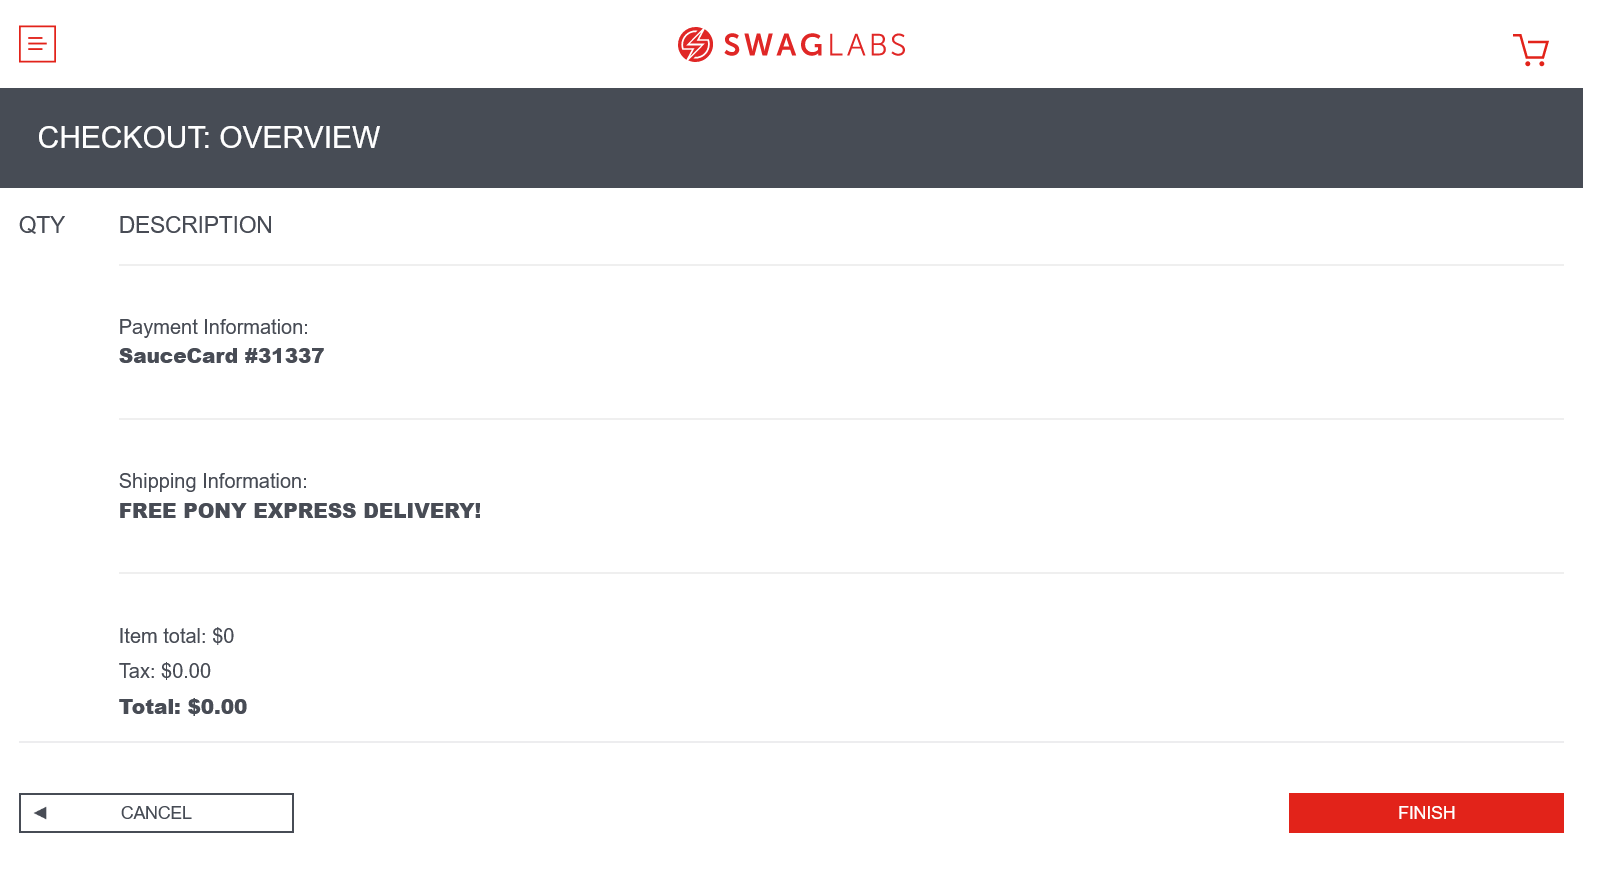 SWAGLABS
CHECKOUT: OVERVIEW
QTY DESCRIPTION
Payment Information:
SauceCard #31337
Shipping Information:
FREE PONY EXPRESS DELIVERY!
Item total: $0
Tax: $0.00
Total: $0.00
CANCEL FINISH